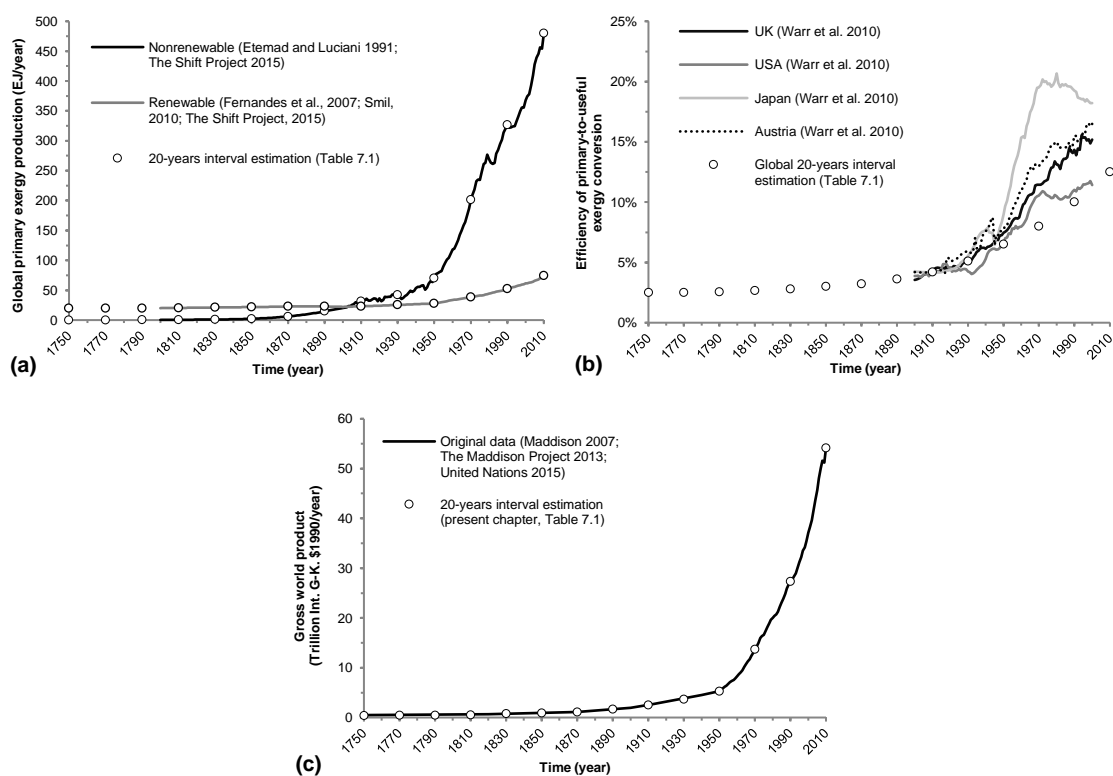 500
450
400
350
300
250
200
150
100
50
0
Global primary exergy production (EJ/year)
Nonrenewable (Etemad and Luciani 1991;
The Shift Project 2015)
Renewable (Fernandes et al., 2007; Smil,
2010; The Shift Project, 2015)
20-years interval estimation (Table 7.1)
1750
1770
1790
1810
1830
1850
1870
1890
1910
1930
1950
1970
1990
2010
Time (year)
(a)
25%
20%
15%
10%
5%
0%
Efficiency of primary-to-useful
exergy conversion
UK (Warr et al. 2010)
USA (Warr et al. 2010)
Japan (Warr et al. 2010)
Austria (Warr et al. 2010)
Global 20-years interval
estimation (Table 7.1)
1750
1770
1790
1810
1830
1850
1870
1890
1910
1930
1950
1970
1990
2010
Time (year)
(b)
60
50
40
30
20
10
0
Gross world product
(Trillion Int. G-K. $1990/year)
Original data (Maddison 2007;
The Maddison Project 2013;
United Nations 2015)
20-years interval estimation
(present chapter, Table 7.1)
1750
1770
1790
1810
1830
1850
1870
1890
1910
1930
1950
1970
1990
2010
Time (year)
(c)